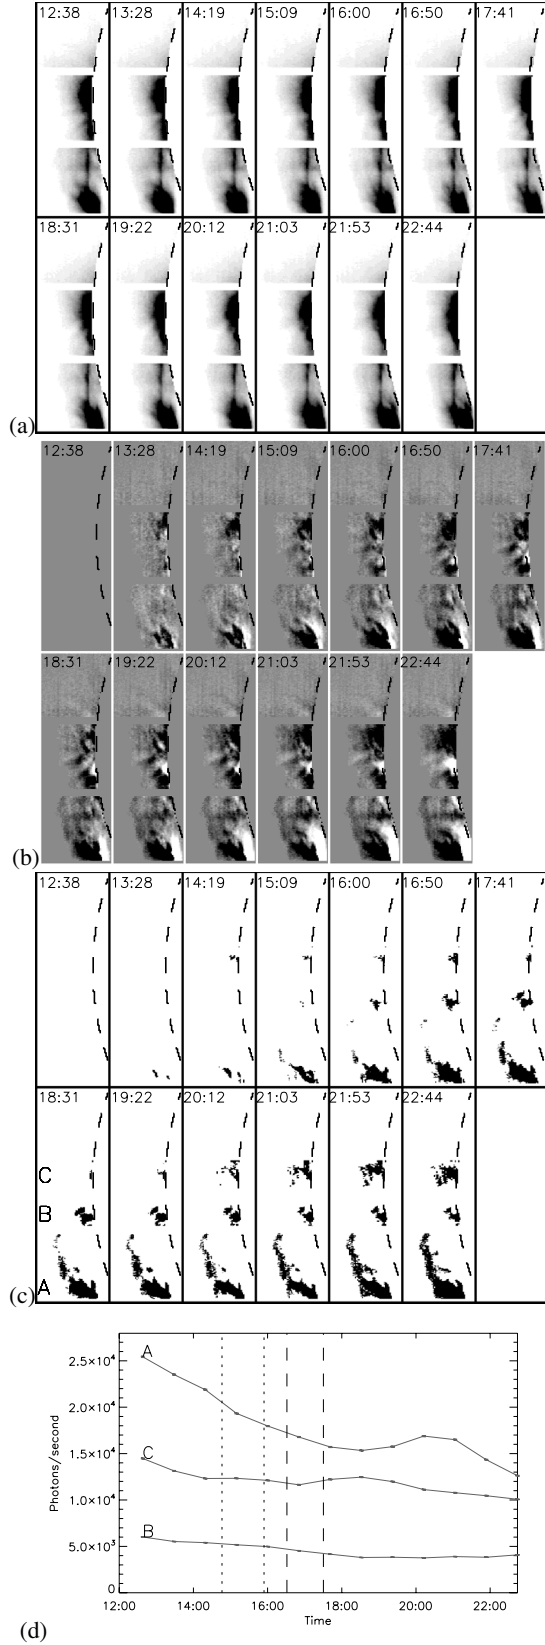 12:38 13:28 14:19 15:09 16:00 16:50 17:41
18:31 19:22 20:12 21:03 21:53 22:44
(a)
12:38 13:28 14:19 15:09 16:00 16:50 17:41
18:31 19:22 20:12 21:03 21:53 22:44
(b)
12:38 13:28 14:19 15:09 16:00 16:50 17:41
18:31 19:22 20:12 21:03 21:53 22:44
C
B
A
(c)
A
2.5×10⁴
2.0×10⁴
1.5×10⁴
C
1.0×10⁴
B
5.0×10³
0
Photons/second
12:00 14:00 16:00 18:00 20:00 22:00
Time
(d)